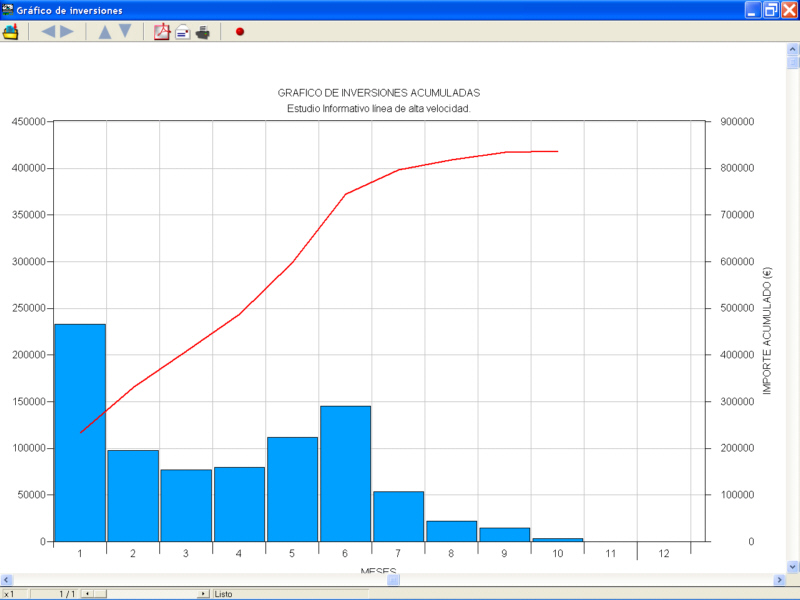 Gráfico de inversiones
GRAFICO DE INVERSIONES ACUMULADAS
Estudio Informativo línea de alta velocidad.
450000
400000
350000
300000
250000
200000
150000
100000
50000
0
900000
800000
700000
600000
500000
400000
300000
200000
100000
0
IMPORTE ACUMULADO (€)
1 2 3 4 5 6 7 8 9 10 11 12
MESES
x1 1 / 1 Listo